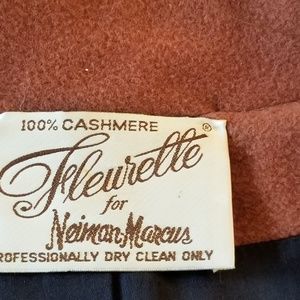 100% CASHMERE
Fleurette®
for
Neiman-Marcus
PROFESSIONALLY DRY CLEAN ONLY